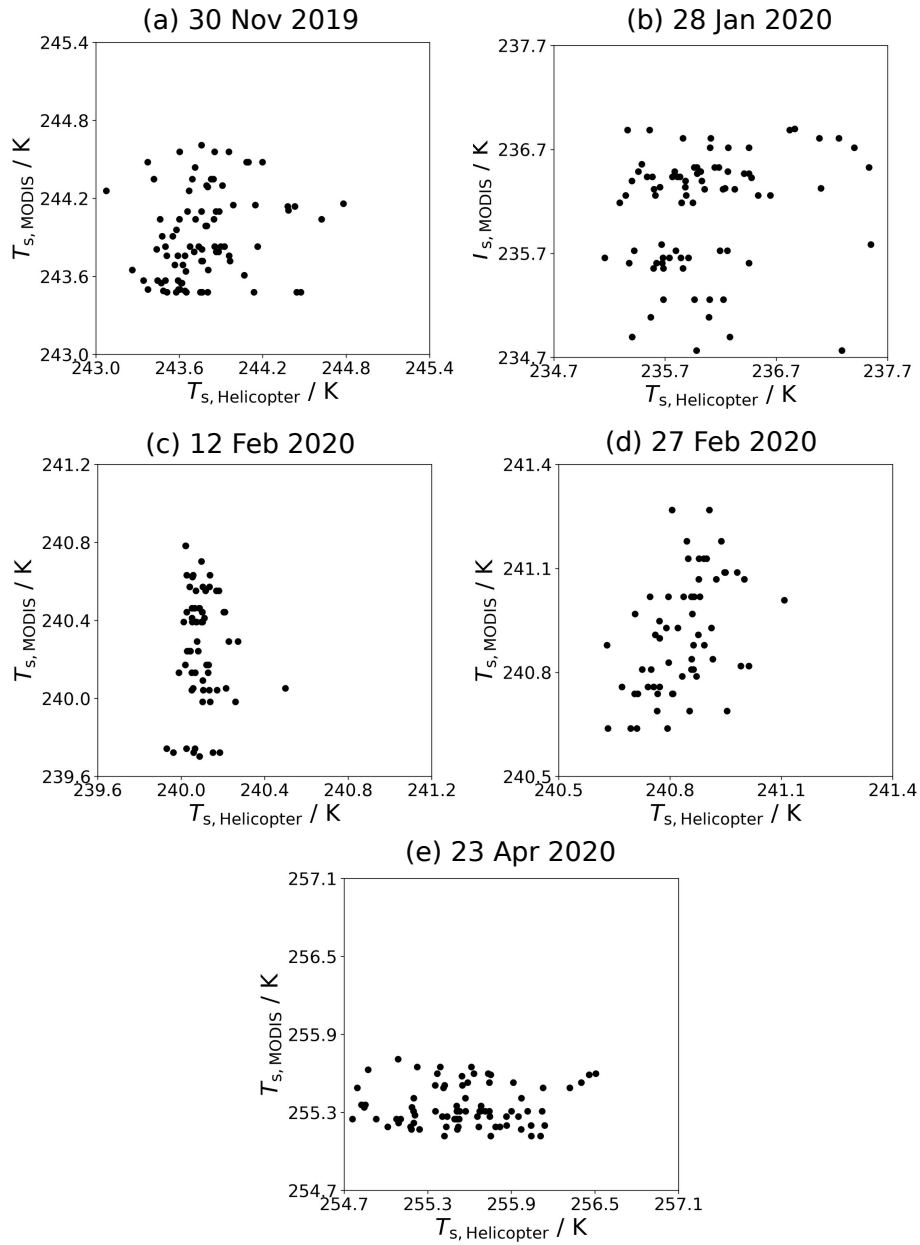 (a) 30 Nov 2019
(b) 28 Jan 2020
245.4
244.8
244.2
243.6
243.0
T s, MODIS / K
243.0 243.6 244.2 244.8 245.4
T s, Helicopter / K
237.7
236.7
235.7
234.7
I s, MODIS / K
234.7 235.7 236.7 237.7
T s, Helicopter / K
(c) 12 Feb 2020
(d) 27 Feb 2020
241.2
240.8
240.4
240.0
239.6
T s, MODIS / K
239.6 240.0 240.4 240.8 241.2
T s, Helicopter / K
241.4
241.1
240.8
240.5
T s, MODIS / K
240.5 240.8 241.1 241.4
T s, Helicopter / K
(e) 23 Apr 2020
257.1
256.5
255.9
255.3
254.7
T s, MODIS / K
254.7 255.3 255.9 256.5 257.1
T s, Helicopter / K